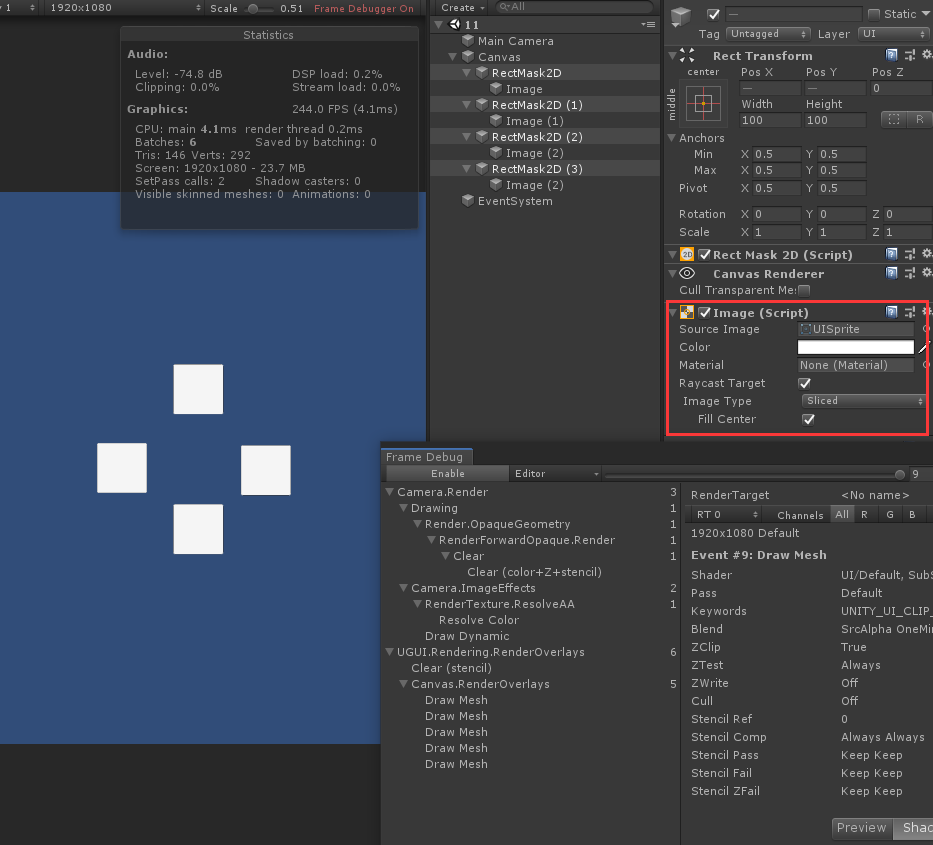 1 1920x1080 Scale 0.51 Frame Debugger On
Statistics
Audio:
Level: -74.8 dB DSP load: 0.2%
Clipping: 0.0% Stream load: 0.0%
Graphics: 244.0 FPS (4.1ms)
CPU: main 4.1ms render thread 0.2ms
Batches: 6 Saved by batching: 0
Tris: 146 Verts: 292
Screen: 1920x1080 - 23.7 MB
SetPass calls: 2 Shadow casters: 0
Visible skinned meshes: 0 Animations: 0
Create All
11
Main Camera
Canvas
RectMask2D
Image
RectMask2D (1)
Image (1)
RectMask2D (2)
Image (2)
RectMask2D (3)
Image (2)
EventSystem
— Static
Tag Untagged Layer UI
Rect Transform
center Pos X Pos Y Pos Z
middle — — 0
Width Height
100 100 R
Anchors
Min X 0.5 Y 0.5
Max X 0.5 Y 0.5
Pivot X 0.5 Y 0.5
Rotation X 0 Y 0 Z 0
Scale X 1 Y 1 Z 1
2D Rect Mask 2D (Script)
Canvas Renderer
Cull Transparent Me
Image (Script)
Source Image UISprite
Color
Material None (Material)
Raycast Target
Image Type Sliced
Fill Center
Frame Debug
Enable Editor 9
Camera.Render 3
Drawing 1
Render.OpaqueGeometry 1
RenderForwardOpaque.Render 1
Clear 1
Clear (color+Z+stencil)
Camera.ImageEffects 2
RenderTexture.ResolveAA 1
Resolve Color
Draw Dynamic
UGUI.Rendering.RenderOverlays 6
Clear (stencil)
Canvas.RenderOverlays 5
Draw Mesh
Draw Mesh
Draw Mesh
Draw Mesh
Draw Mesh
RenderTarget <No name>
RT 0 Channels All R G B
1920x1080 Default
Event #9: Draw Mesh
Shader UI/Default, SubS
Pass Default
Keywords UNITY_UI_CLIP_
Blend SrcAlpha OneMin
ZClip True
ZTest Always
ZWrite Off
Cull Off
Stencil Ref 0
Stencil Comp Always Always
Stencil Pass Keep Keep
Stencil Fail Keep Keep
Stencil ZFail Keep Keep
Preview Shad